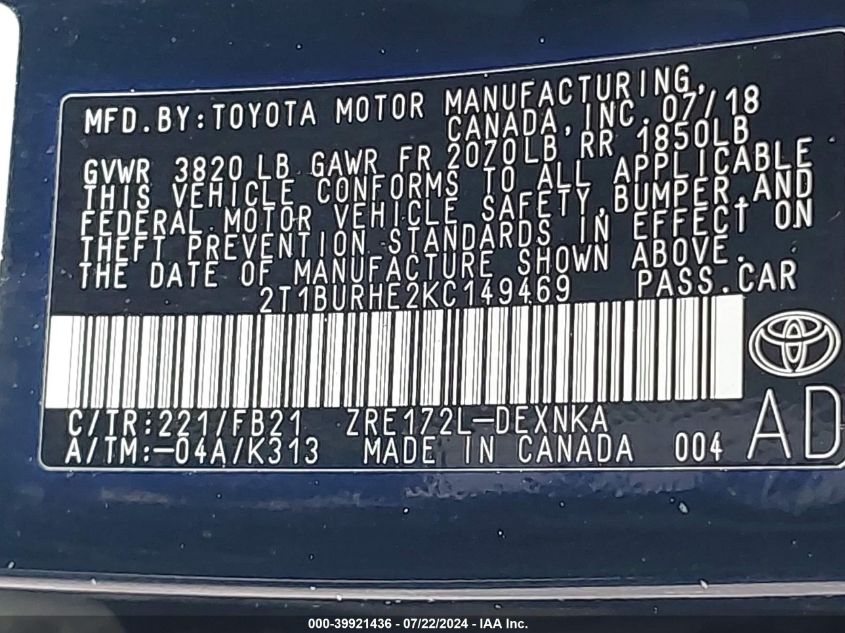 MFD.BY:TOYOTA MOTOR MANUFACTURING,
CANADA, INC. 07/18
GVWR 3820 LB GAWR FR 2070LB RR 1850LB
THIS VEHICLE CONFORMS TO ALL APPLICABLE
FEDERAL MOTOR VEHICLE SAFETY, BUMPER, AND
THEFT PREVENTION STANDARDS IN EFFECT ON
THE DATE OF MANUFACTURE SHOWN ABOVE.
2T1BURHE2KC149469 PASS.CAR
C/TR:221/FB21 ZRE172L-DEXNKA
A/TM:-04A/K313 MADE IN CANADA 004 AD
000-39921436 - 07/22/2024 - IAA Inc.